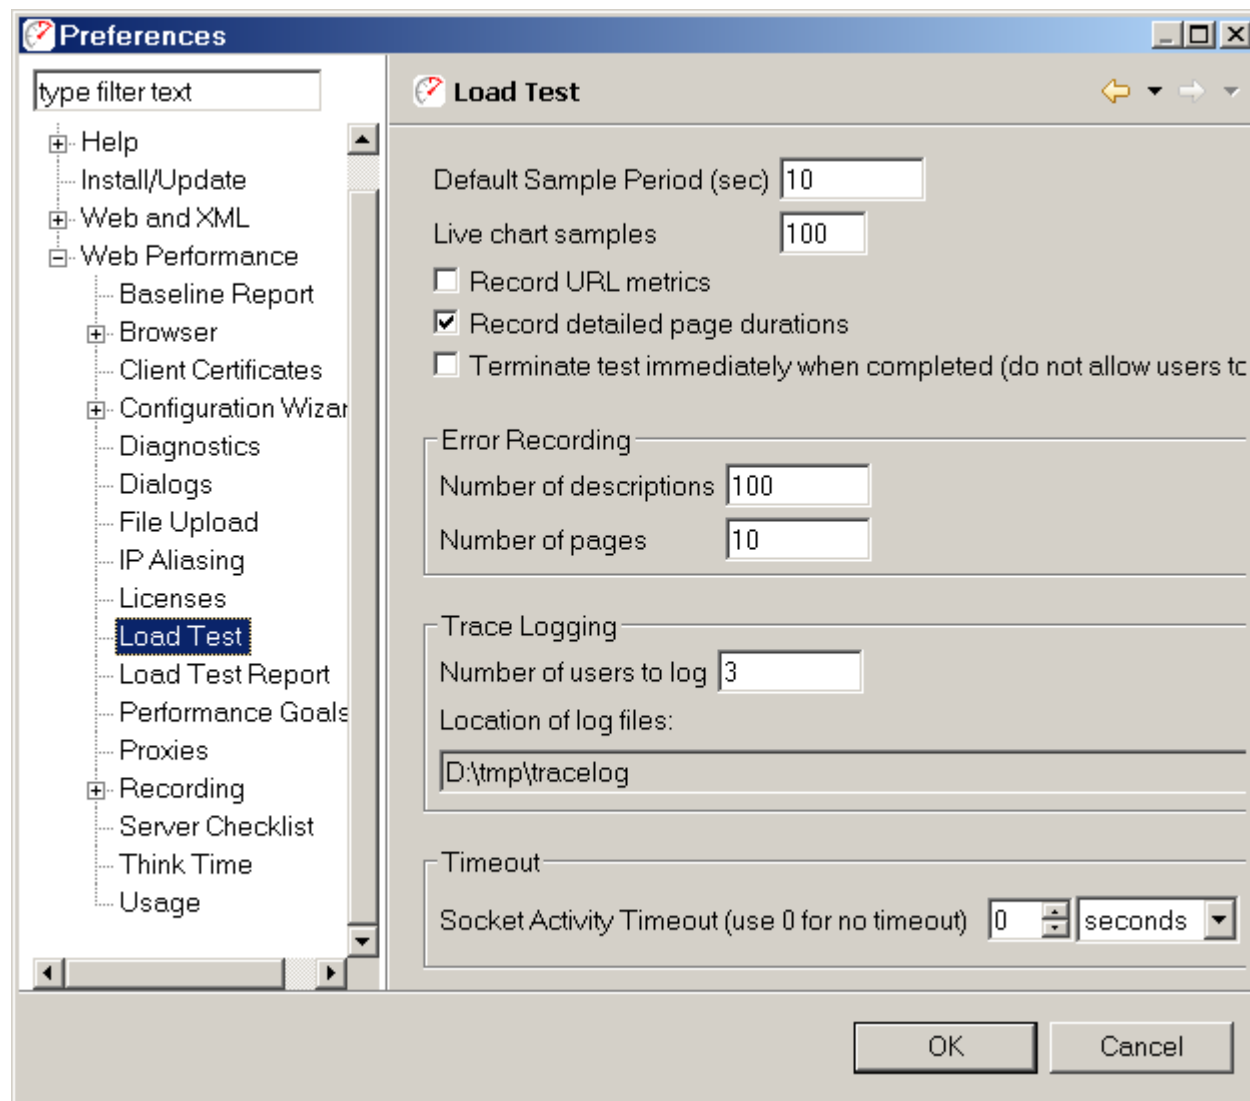 Preferences
type filter text
Help
Install/Update
Web and XML
Web Performance
Baseline Report
Browser
Client Certificates
Configuration Wizar
Diagnostics
Dialogs
File Upload
IP Aliasing
Licenses
Load Test
Load Test Report
Performance Goals
Proxies
Recording
Server Checklist
Think Time
Usage
Load Test
Default Sample Period (sec) 10
Live chart samples 100
Record URL metrics
Record detailed page durations
Terminate test immediately when completed (do not allow users to
Error Recording
Number of descriptions 100
Number of pages 10
Trace Logging
Number of users to log 3
Location of log files:
D:\tmp\tracelog
Timeout
Socket Activity Timeout (use 0 for no timeout) 0 seconds
OK Cancel